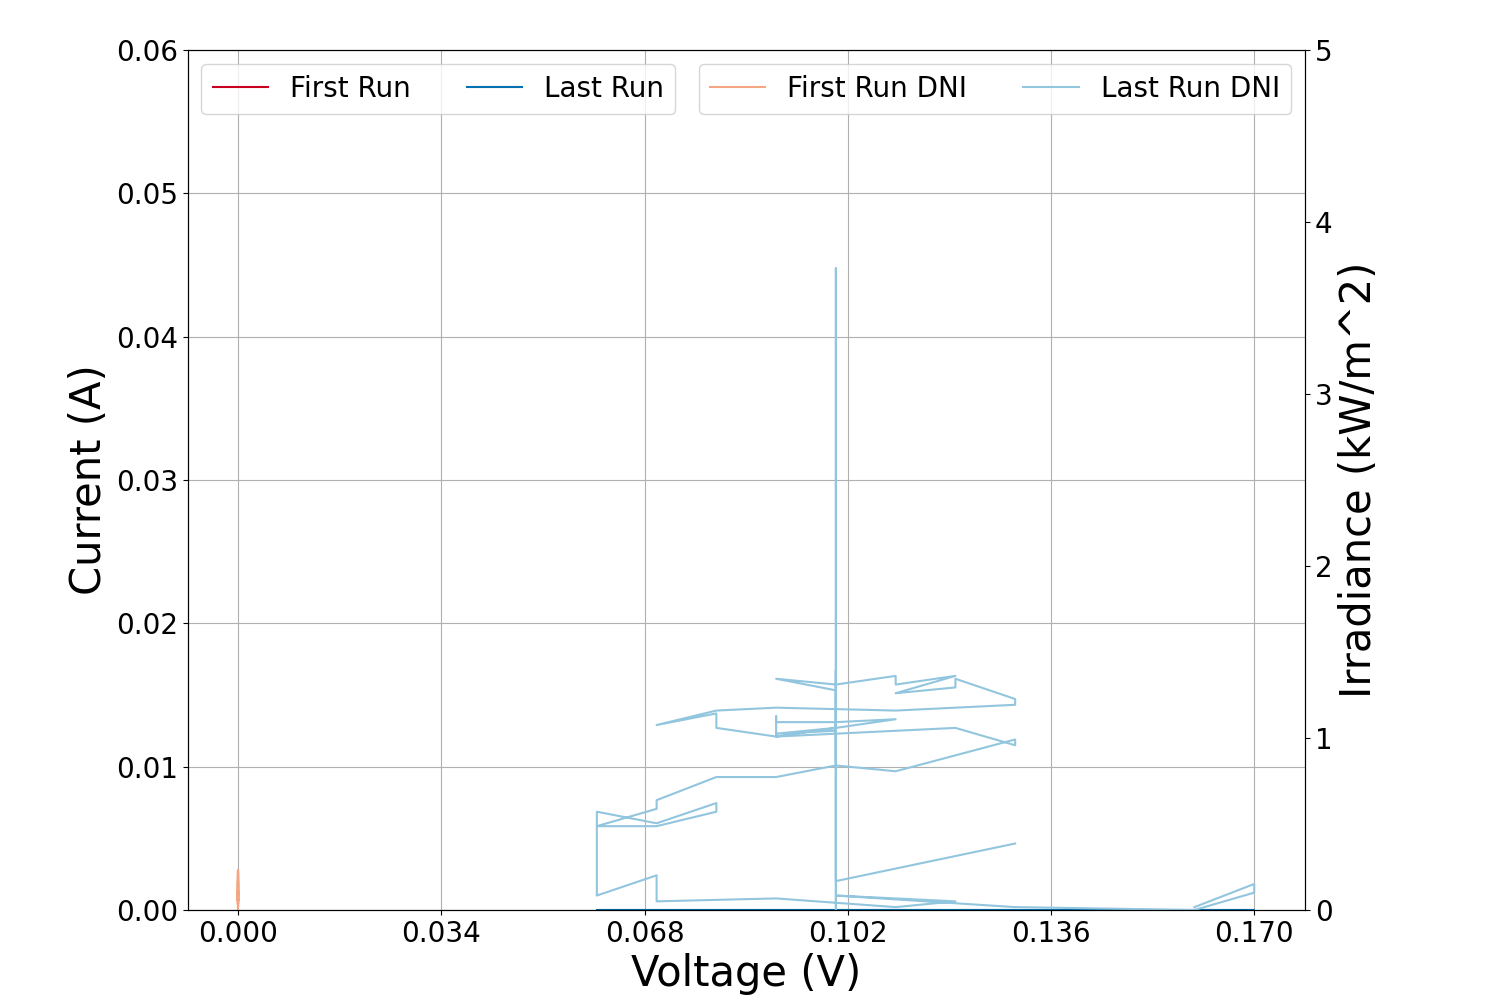 First Run
Last Run
First Run DNI
Last Run DNI
0.06
0.05
0.04
0.03
0.02
0.01
0.00
Current (A)
5
4
3
2
1
0
Irradiance (kW/m^2)
0.000 0.034 0.068 0.102 0.136 0.170
Voltage (V)